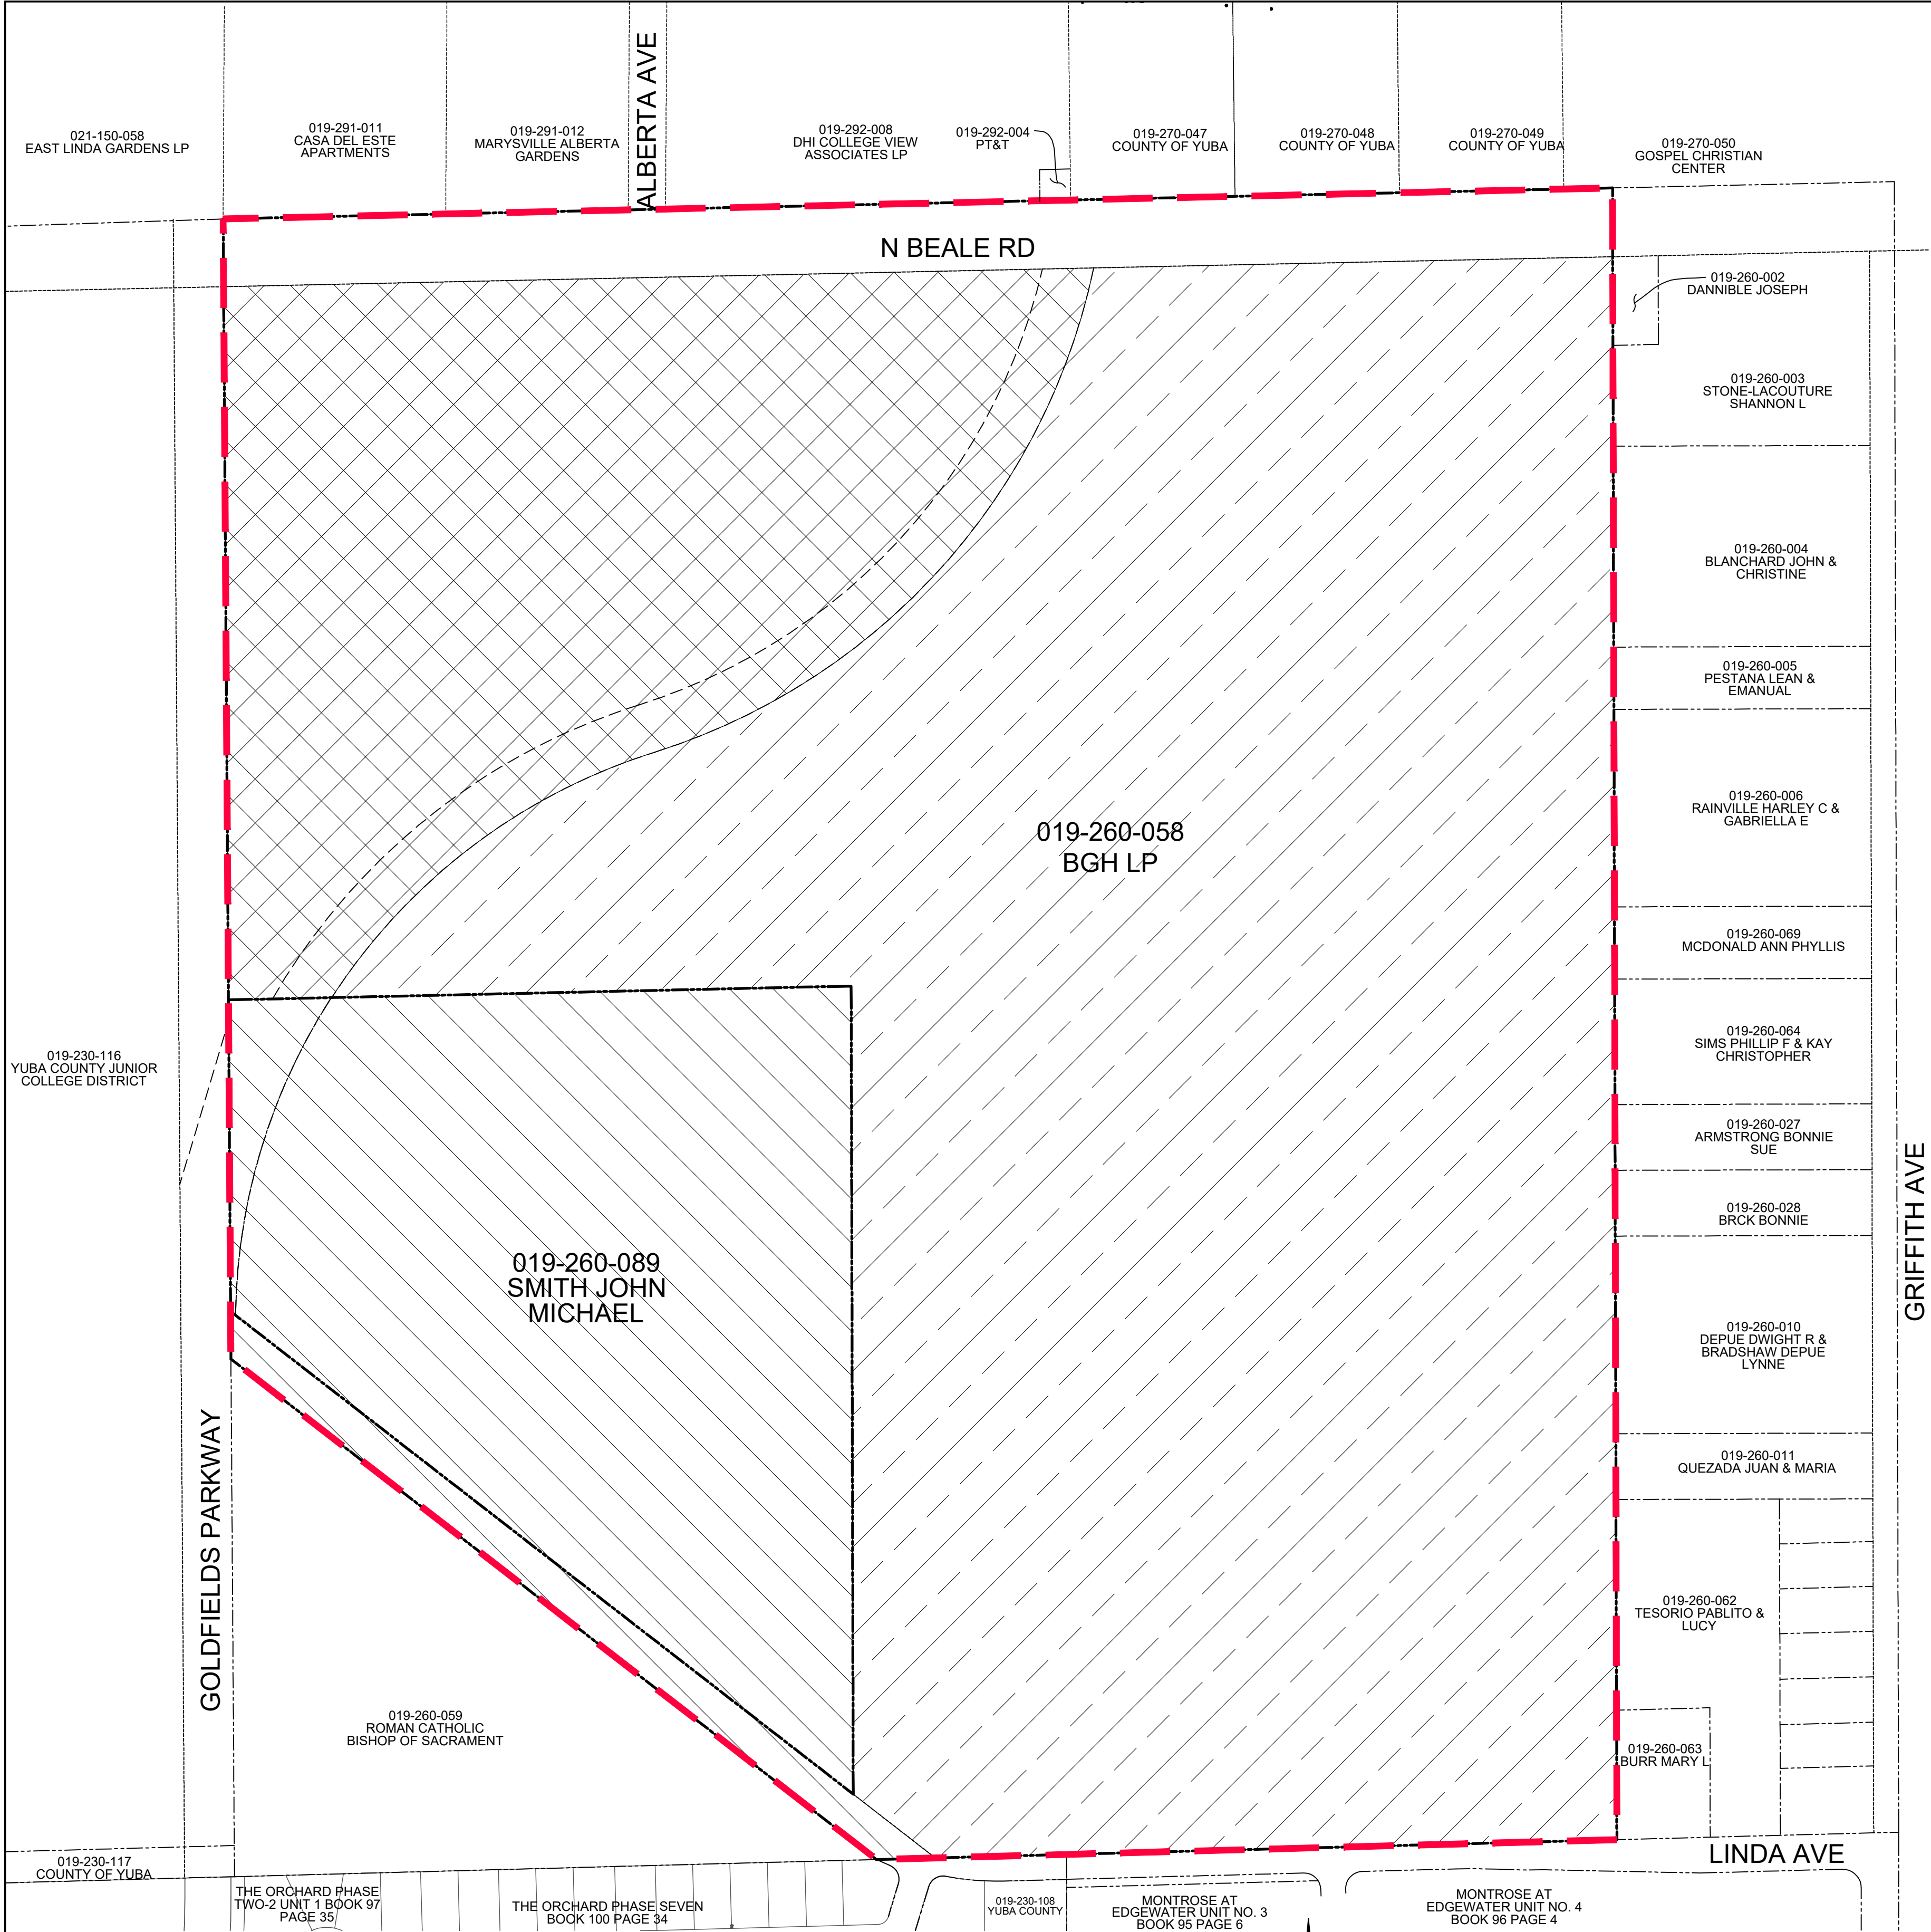 021-150-058
EAST LINDA GARDENS LP
019-291-011
CASA DEL ESTE
APARTMENTS
019-291-012
MARYSVILLE ALBERTA
GARDENS
ALBERTA AVE
019-292-008
DHI COLLEGE VIEW
ASSOCIATES LP
019-292-004
PT&T
019-270-047
COUNTY OF YUBA
019-270-048
COUNTY OF YUBA
019-270-049
COUNTY OF YUBA
019-270-050
GOSPEL CHRISTIAN
CENTER
N BEALE RD
019-260-002
DANNIBLE JOSEPH
019-260-003
STONE-LACOUTURE
SHANNON L
019-260-004
BLANCHARD JOHN &
CHRISTINE
019-260-005
PESTANA LEAN &
EMANUAL
019-260-006
RAINVILLE HARLEY C &
GABRIELLA E
019-260-058
BGH LP
019-260-069
MCDONALD ANN PHYLLIS
019-230-116
YUBA COUNTY JUNIOR
COLLEGE DISTRICT
019-260-064
SIMS PHILLIP F & KAY
CHRISTOPHER
019-260-027
ARMSTRONG BONNIE
SUE
019-260-028
BRCK BONNIE
GRIFFITH AVE
019-260-089
SMITH JOHN
MICHAEL
019-260-010
DEPUE DWIGHT R &
BRADSHAW DEPUE
LYNNE
019-260-011
QUEZADA JUAN & MARIA
GOLDFIELDS PARKWAY
019-260-062
TESORIO PABLITO &
LUCY
019-260-059
ROMAN CATHOLIC
BISHOP OF SACRAMENT
019-260-063
BURR MARY L
LINDA AVE
019-230-117
COUNTY OF YUBA
THE ORCHARD PHASE
TWO-2 UNIT 1 BOOK 97
PAGE 35
THE ORCHARD PHASE SEVEN
BOOK 100 PAGE 34
019-230-108
YUBA COUNTY
MONTROSE AT
EDGEWATER UNIT NO. 3
BOOK 95 PAGE 6
MONTROSE AT
EDGEWATER UNIT NO. 4
BOOK 96 PAGE 4